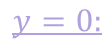 y = 0: